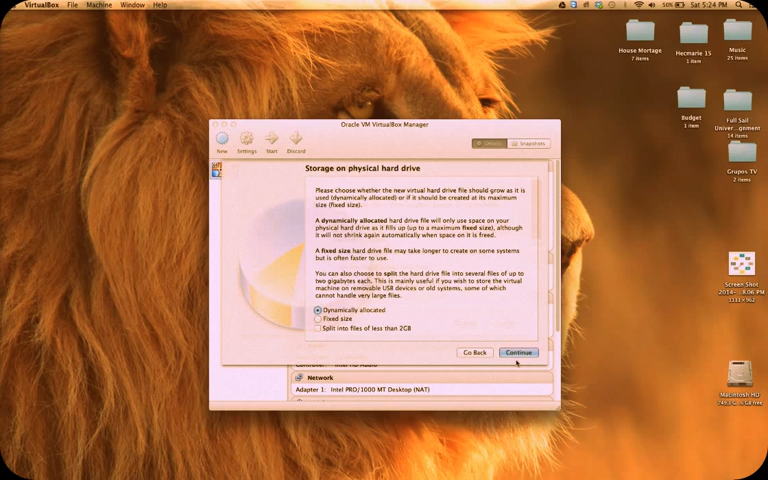 VirtualBox File Machine Window Help
50% Sat 5:24 PM
Oracle VM VirtualBox Manager
New Settings Start Discard
Details Snapshots
Storage on physical hard drive
Please choose whether the new virtual hard drive file should grow as it is
used (dynamically allocated) or if it should be created at its maximum
size (fixed size).
A dynamically allocated hard drive file will only use space on your
physical hard drive as it fills up (up to a maximum fixed size), although
it will not shrink again automatically when space on it is freed.
A fixed size hard drive file may take longer to create on some systems
but is often faster to use.
You can also choose to split the hard drive file into several files of up to
two gigabytes each. This is mainly useful if you wish to store the virtual
machine on removable USB devices or old systems, some of which
cannot handle very large files.
Dynamically allocated
Fixed size
Split into files of less than 2GB
Go Back Continue
Network
Adapter 1: Intel PRO/1000 MT Desktop (NAT)
House Mortage
7 items
Hecmarie 15
1 item
Music
25 items
Budget
1 item
Full Sail
Univer...gnment
14 items
Grupos TV
2 items
Screen Shot
2014-... 8.06 PM
1111 × 962
Macintosh HD